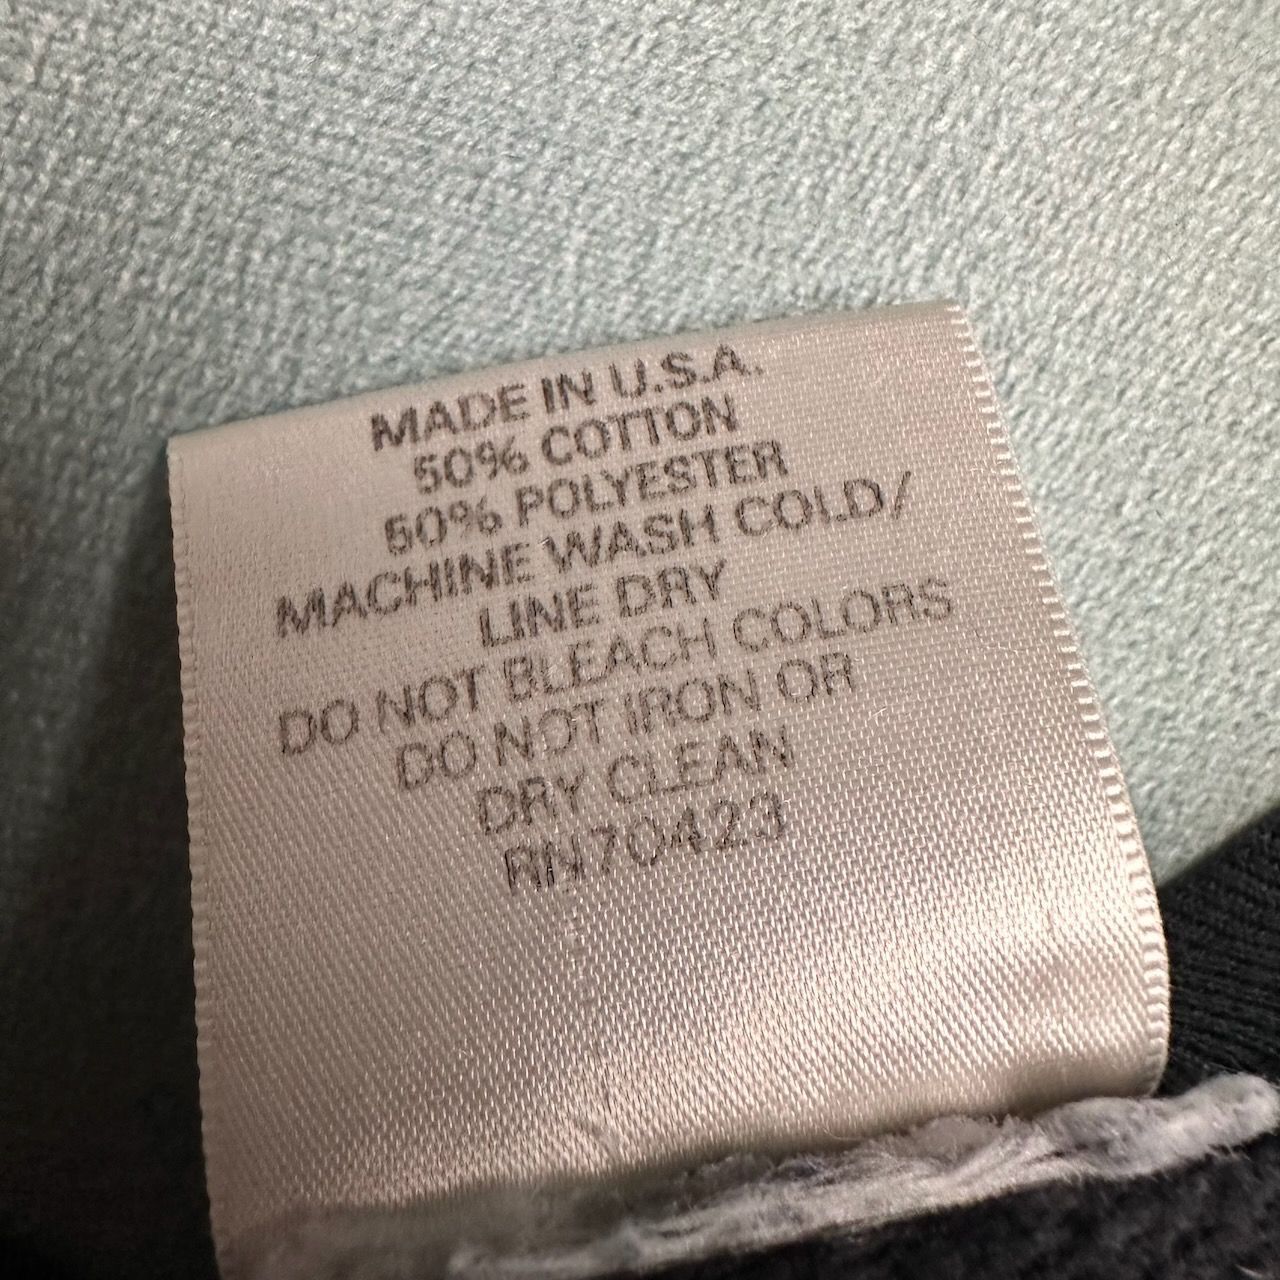 MADE IN U.S.A.
50% COTTON
50% POLYESTER
MACHINE WASH COLD/
LINE DRY
DO NOT BLEACH COLORS
DO NOT IRON OR
DRY CLEAN
RN70423